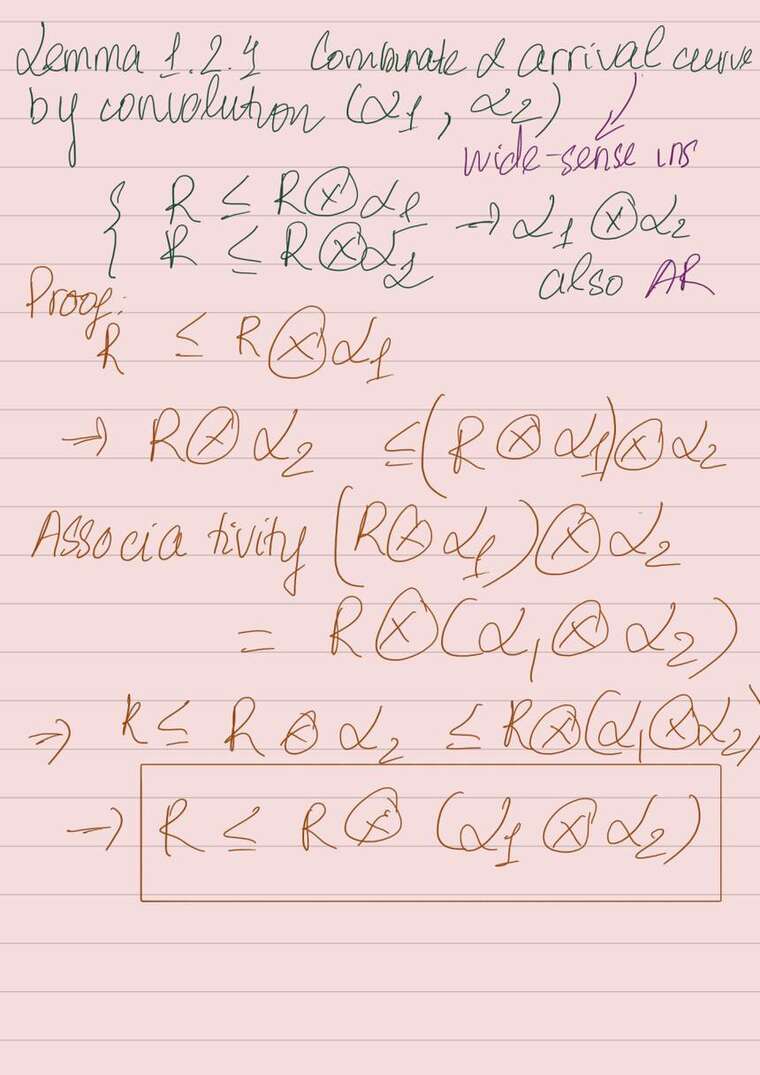 Lemma 1.2.4 Combinate 2 arrival curve
by convolution (α1, α2)
wide-sense ins
{ R ≤ R ⊗ α1
R ≤ R ⊗ α2 → α1 ⊗ α2
also AR
Proof:
R ≤ R ⊗ α1
→ R ⊗ α2 ≤ (R ⊗ α1) ⊗ α2
Associativity (R ⊗ α1) ⊗ α2
= R ⊗ (α1 ⊗ α2)
⇒ R ≤ R ⊗ α2 ≤ R ⊗ (α1 ⊗ α2)
→ R ≤ R ⊗ (α1 ⊗ α2)